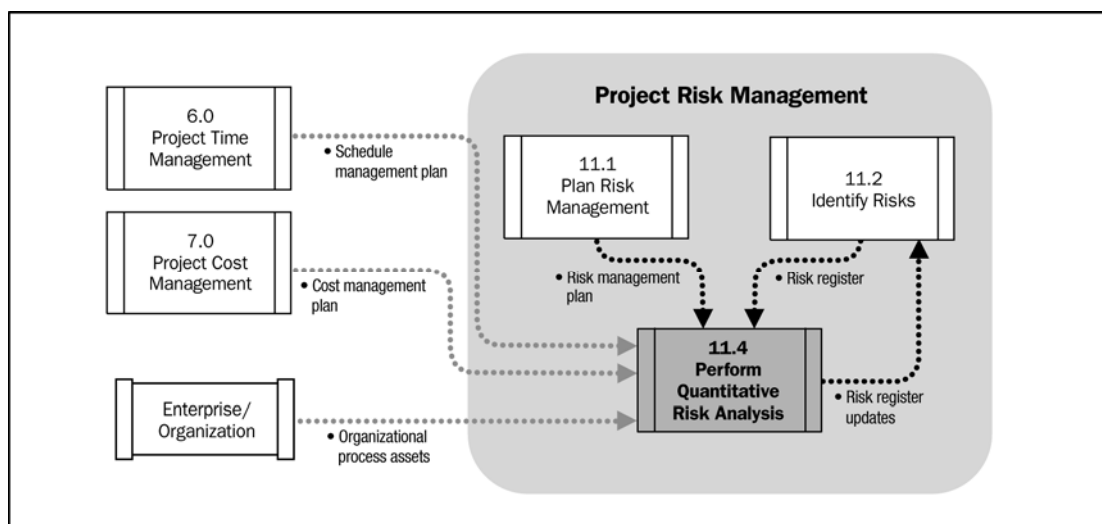 Project Risk Management
6.0
Project Time
Management
• Schedule
management plan
11.1
Plan Risk
Management
11.2
Identify Risks
7.0
Project Cost
Management
• Cost management
plan
• Risk management
plan
• Risk register
11.4
Perform
Quantitative
Risk Analysis
• Risk register
updates
Enterprise/
Organization
• Organizational
process assets